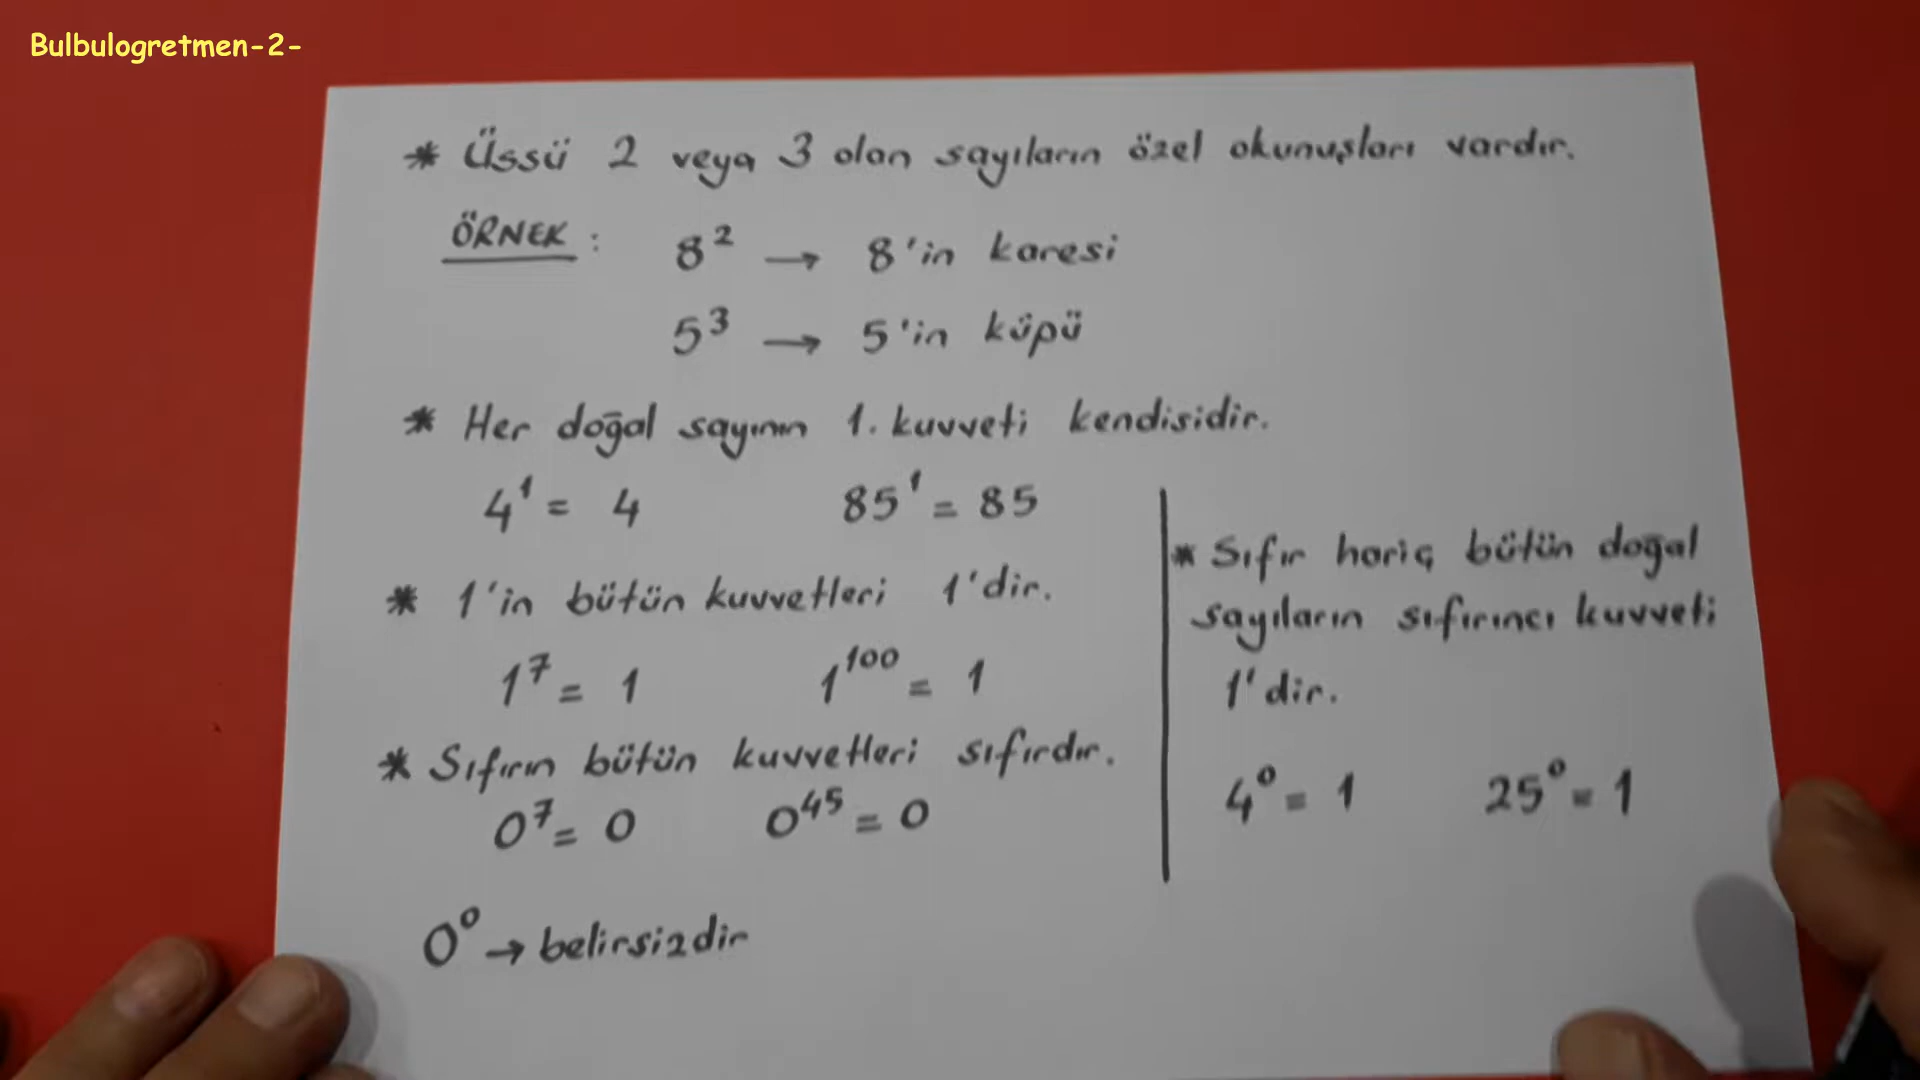 Bulbulogretmen-2-
* Üssü 2 veya 3 olan sayıların özel okunuşları vardır.
ÖRNEK : 8² → 8'in karesi
5³ → 5'in küpü
* Her doğal sayının 1. kuvveti kendisidir.
4¹ = 4 85¹ = 85
* 1'in bütün kuvvetleri 1'dir.
1⁷ = 1 1¹⁰⁰ = 1
* Sıfırın bütün kuvvetleri sıfırdır.
0⁷ = 0 0⁴⁵ = 0
0⁰ → belirsizdir
* Sıfır hariç bütün doğal
sayıların sıfırıncı kuvveti
1'dir.
4⁰ = 1 25⁰ = 1